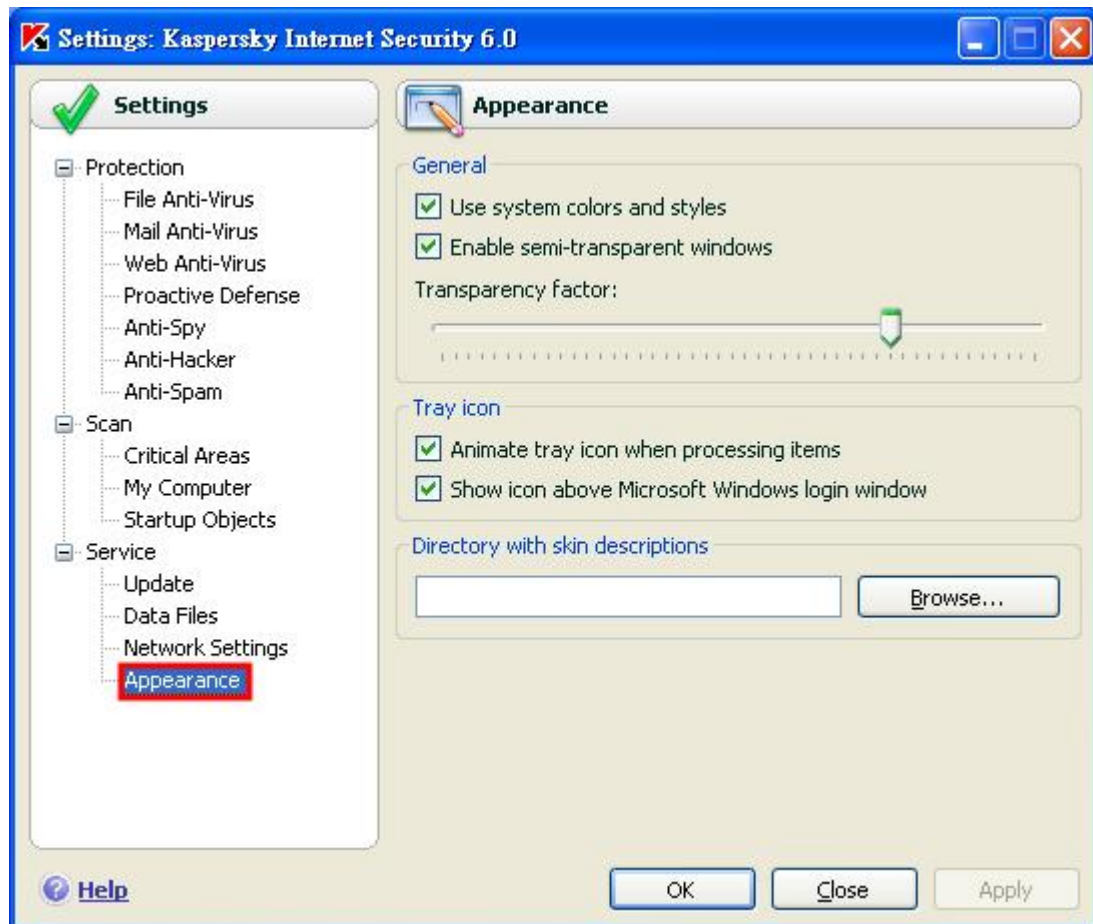 Settings: Kaspersky Internet Security 6.0
Settings
Protection
File Anti-Virus
Mail Anti-Virus
Web Anti-Virus
Proactive Defense
Anti-Spy
Anti-Hacker
Anti-Spam
Scan
Critical Areas
My Computer
Startup Objects
Service
Update
Data Files
Network Settings
Appearance
Appearance
General
Use system colors and styles
Enable semi-transparent windows
Transparency factor:
Tray icon
Animate tray icon when processing items
Show icon above Microsoft Windows login window
Directory with skin descriptions
Browse...
Help
OK
Close
Apply